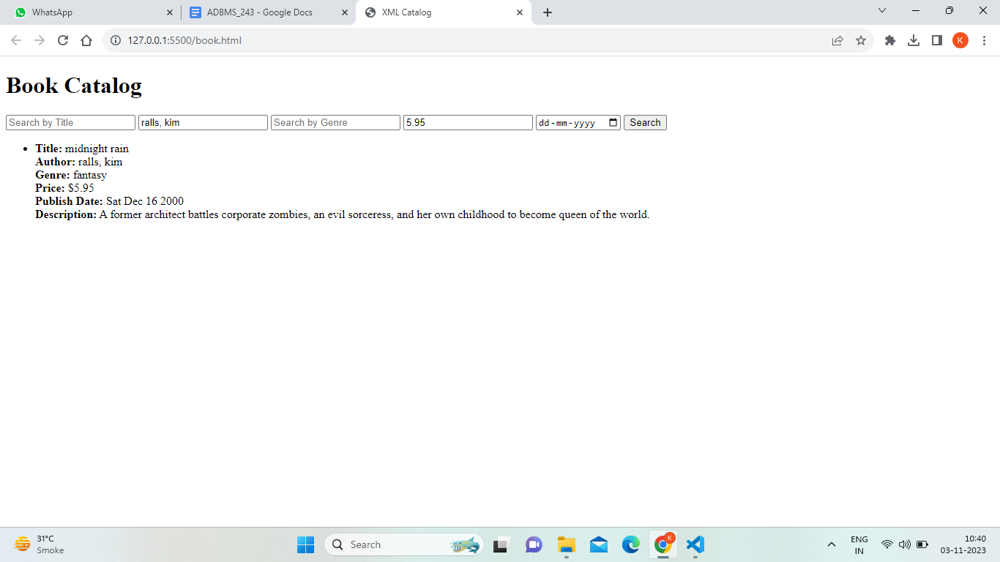 WhatsApp
ADBMS_243 - Google Docs
XML Catalog
127.0.0.1:5500/book.html
K
Book Catalog
Search by Title ralls, kim Search by Genre 5.95 dd-mm-yyyy Search
Title: midnight rain
Author: ralls, kim
Genre: fantasy
Price: $5.95
Publish Date: Sat Dec 16 2000
Description: A former architect battles corporate zombies, an evil sorceress, and her own childhood to become queen of the world.
31°C
Smoke
Search
K
ENG
IN
10:40
03-11-2023